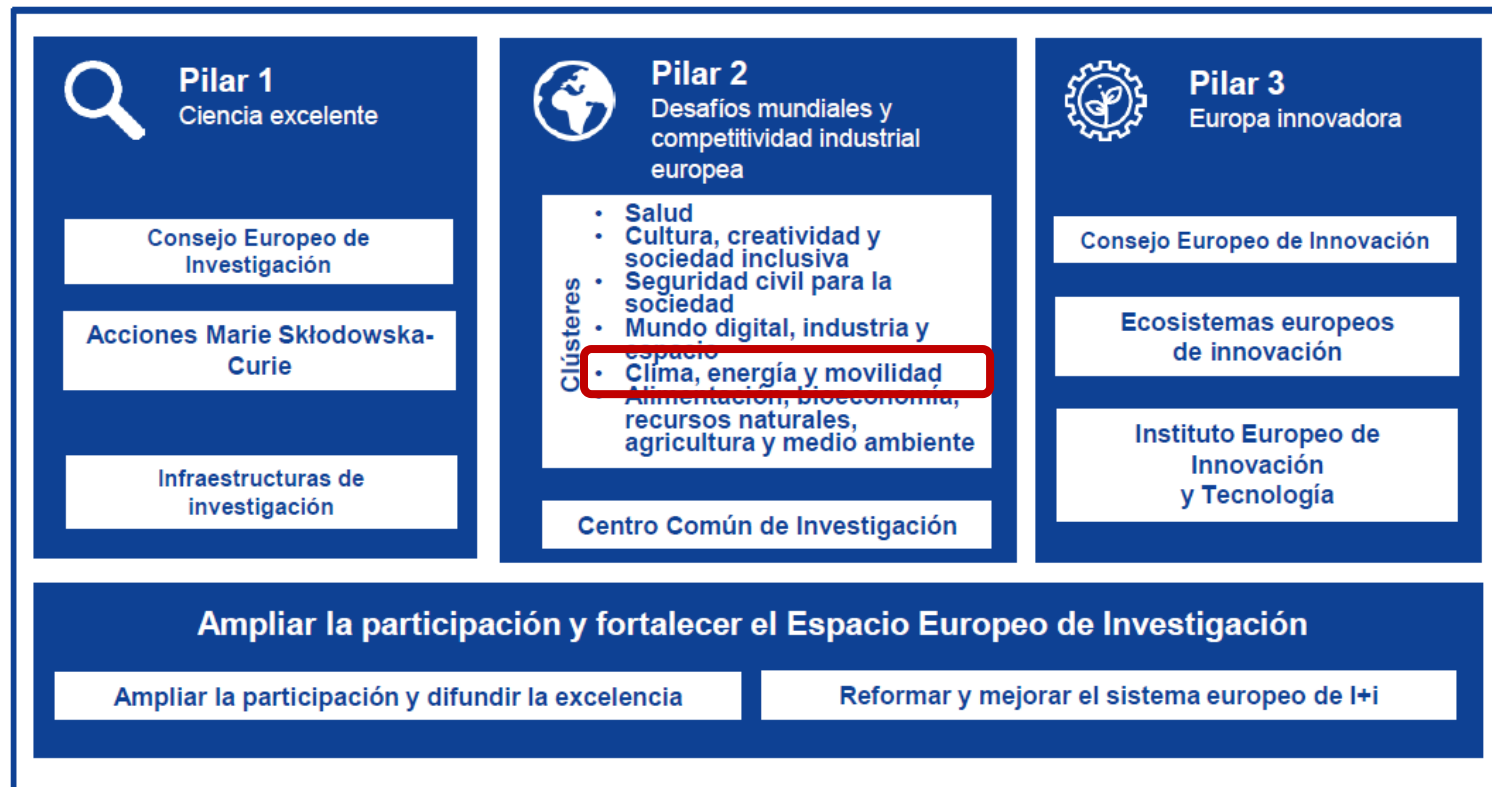 Pilar 1
Ciencia excelente
Consejo Europeo de
Investigación
Acciones Marie Skłodowska-
Curie
Infraestructuras de
investigación
Pilar 2
Desafíos mundiales y
competitividad industrial
europea
Clústeres
• Salud
• Cultura, creatividad y
sociedad inclusiva
• Seguridad civil para la
sociedad
• Mundo digital, industria y
espacio
• Clima, energía y movilidad
• Alimentación, bioeconomía,
recursos naturales,
agricultura y medio ambiente
Centro Común de Investigación
Pilar 3
Europa innovadora
Consejo Europeo de Innovación
Ecosistemas europeos
de innovación
Instituto Europeo de
Innovación
y Tecnología
Ampliar la participación y fortalecer el Espacio Europeo de Investigación
Ampliar la participación y difundir la excelencia
Reformar y mejorar el sistema europeo de I+i